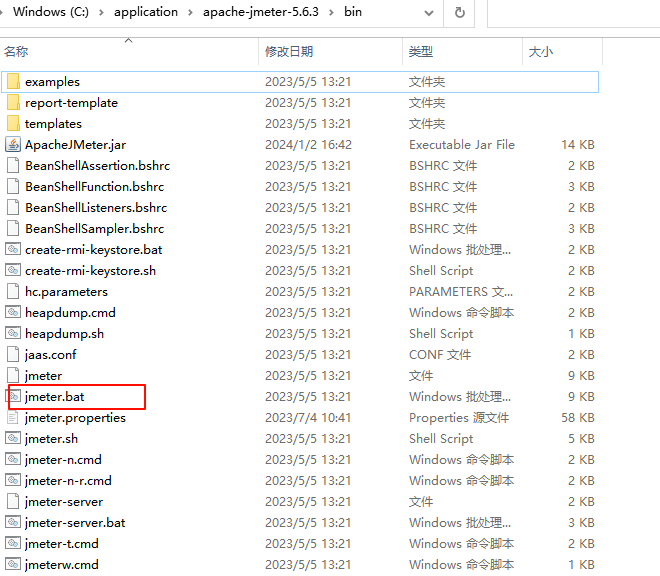 Windows (C:) > application > apache-jmeter-5.6.3 > bin
名称 修改日期 类型 大小
examples 2023/5/5 13:21 文件夹
report-template 2023/5/5 13:21 文件夹
templates 2023/5/5 13:21 文件夹
ApacheJMeter.jar 2024/1/2 16:42 Executable Jar File 14 KB
BeanShellAssertion.bshrc 2023/5/5 13:21 BSHRC 文件 2 KB
BeanShellFunction.bshrc 2023/5/5 13:21 BSHRC 文件 3 KB
BeanShellListeners.bshrc 2023/5/5 13:21 BSHRC 文件 2 KB
BeanShellSampler.bshrc 2023/5/5 13:21 BSHRC 文件 3 KB
create-rmi-keystore.bat 2023/5/5 13:21 Windows 批处理... 2 KB
create-rmi-keystore.sh 2023/5/5 13:21 Shell Script 2 KB
hc.parameters 2023/5/5 13:21 PARAMETERS 文... 2 KB
heapdump.cmd 2023/5/5 13:21 Windows 命令脚本 2 KB
heapdump.sh 2023/5/5 13:21 Shell Script 1 KB
jaas.conf 2023/5/5 13:21 CONF 文件 2 KB
jmeter 2023/5/5 13:21 文件 9 KB
jmeter.bat 2023/5/5 13:21 Windows 批处理... 9 KB
jmeter.properties 2023/7/4 10:41 Properties 源文件 58 KB
jmeter.sh 2023/5/5 13:21 Shell Script 5 KB
jmeter-n.cmd 2023/5/5 13:21 Windows 命令脚本 2 KB
jmeter-n-r.cmd 2023/5/5 13:21 Windows 命令脚本 2 KB
jmeter-server 2023/5/5 13:21 文件 2 KB
jmeter-server.bat 2023/5/5 13:21 Windows 批处理... 3 KB
jmeter-t.cmd 2023/5/5 13:21 Windows 命令脚本 2 KB
jmeterw.cmd 2023/5/5 13:21 Windows 命令脚本 1 KB